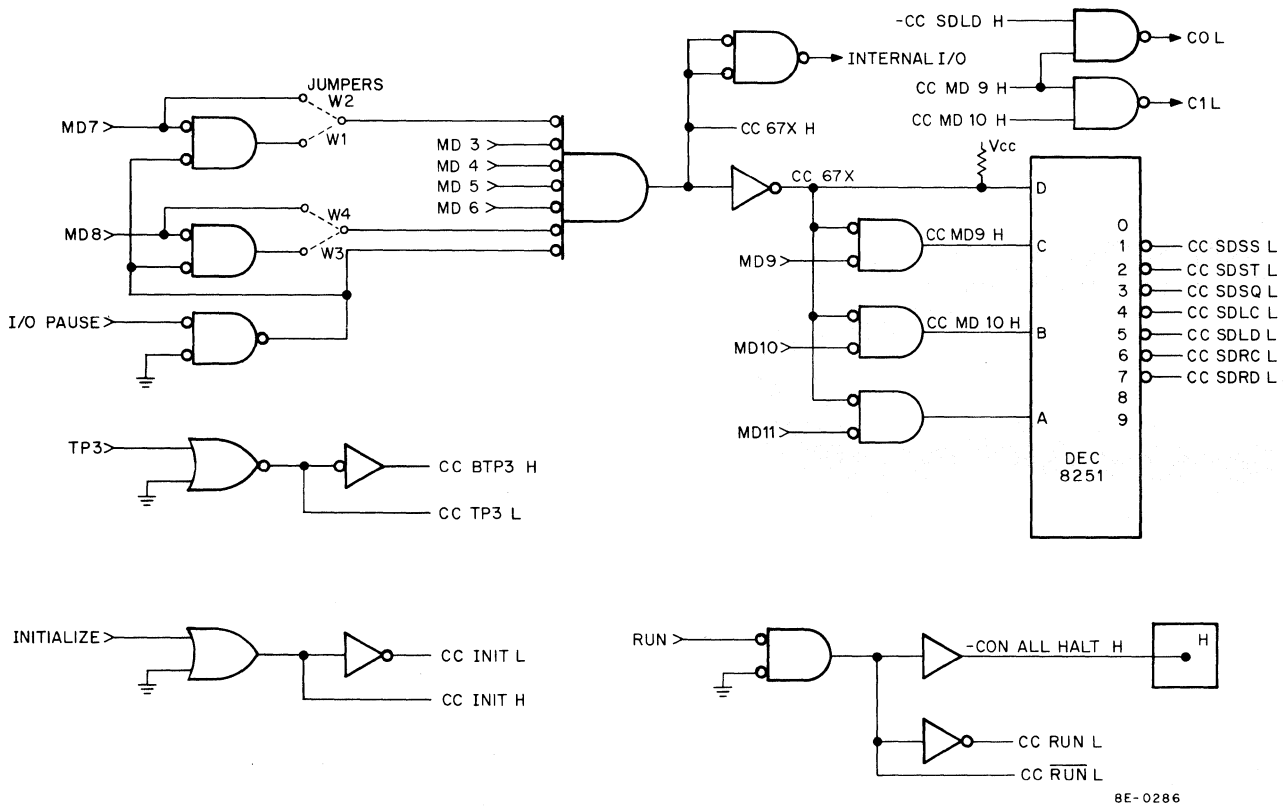 -CC SDLD H
C0 L
INTERNAL I/O
CC MD 9 H
C1 L
CC MD 10 H
JUMPERS
W2
MD7
W1
CC 67X H
MD 3
MD 4
MD 5
MD 6
Vcc
CC 67X
D
W4
MD8
W3
CC MD9 H
C
MD9
0
1
CC SDSS L
2
CC SDST L
3
CC SDSQ L
4
CC SDLC L
5
CC SDLD L
6
CC SDRC L
7
CC SDRD L
8
9
I/O PAUSE
CC MD 10 H
B
MD10
MD11
A
DEC
8251
TP3
CC BTP3 H
CC TP3 L
INITIALIZE
CC INIT L
CC INIT H
RUN
-CON ALL HALT H
H
CC RUN L
CC R̅U̅N̅ L
8E-0286